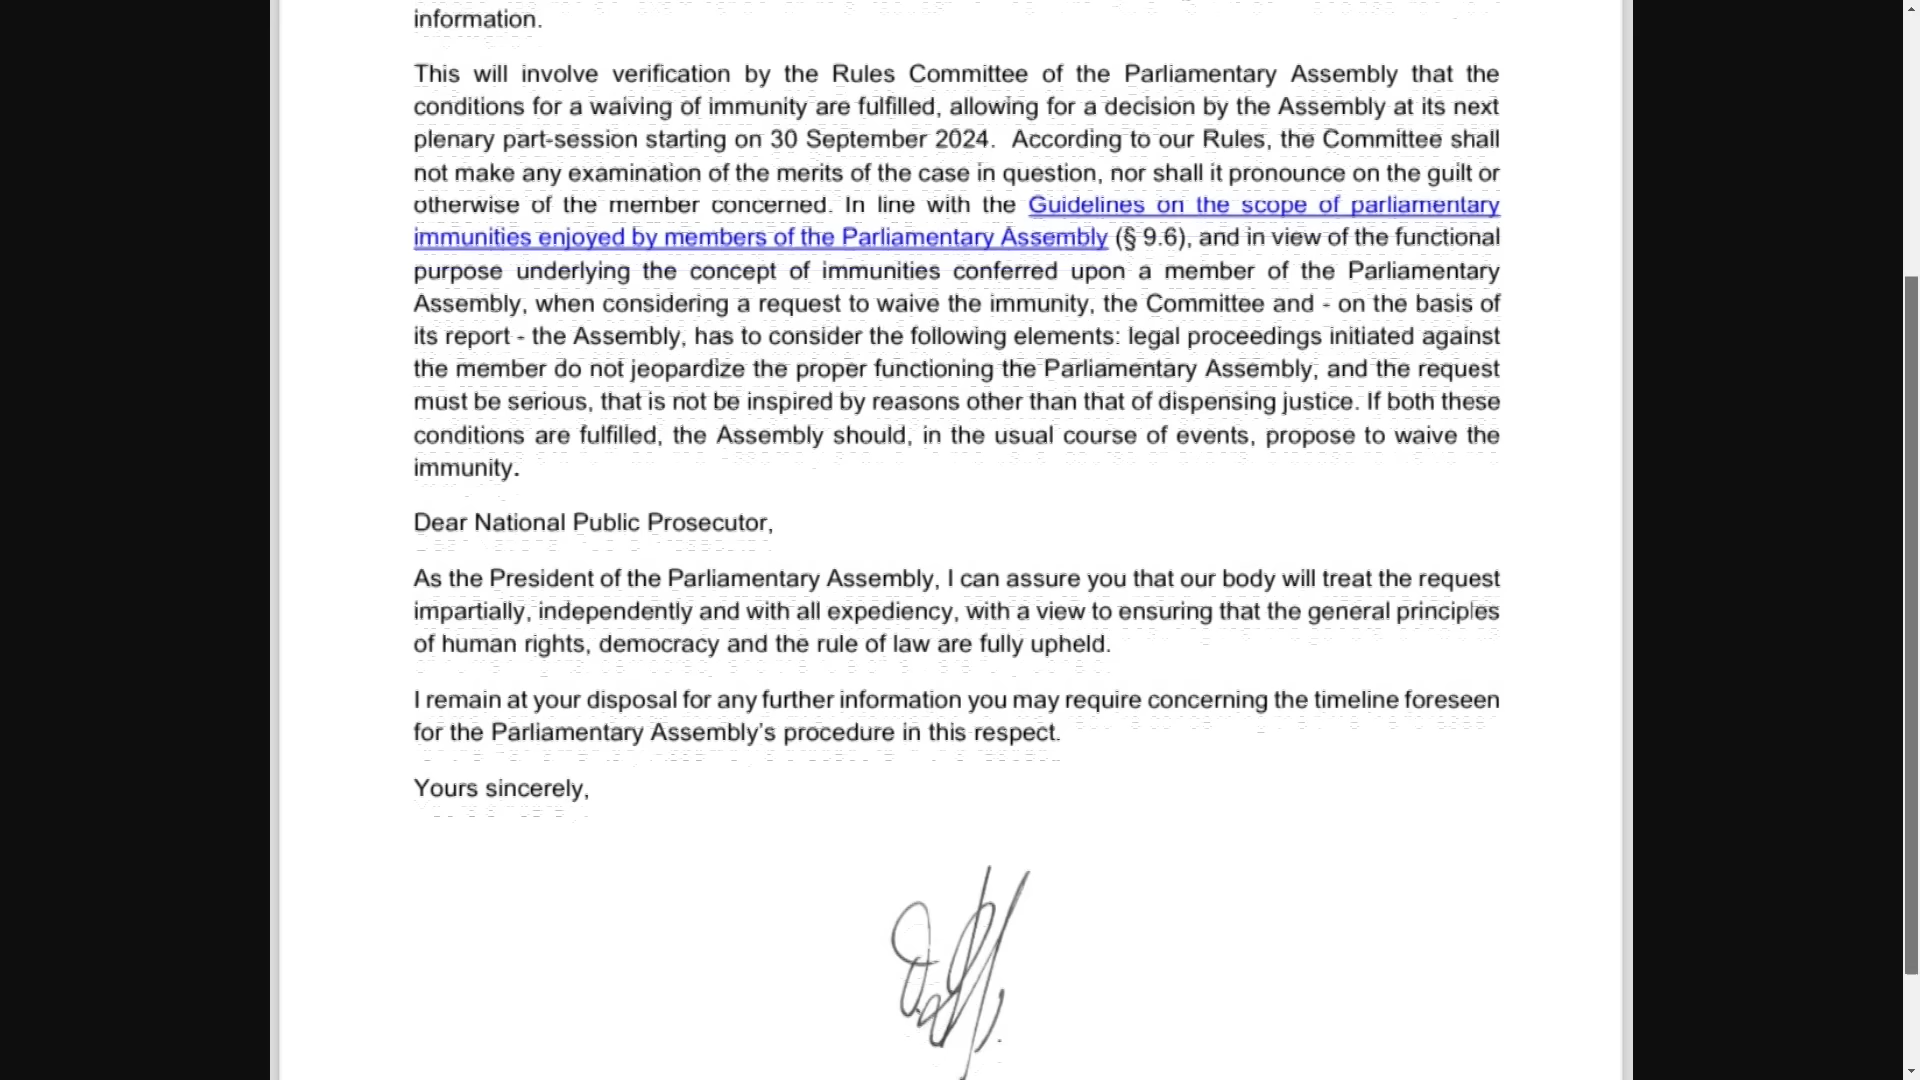 information.
This will involve verification by the Rules Committee of the Parliamentary Assembly that the
conditions for a waiving of immunity are fulfilled, allowing for a decision by the Assembly at its next
plenary part-session starting on 30 September 2024. According to our Rules, the Committee shall
not make any examination of the merits of the case in question, nor shall it pronounce on the guilt or
otherwise of the member concerned. In line with the Guidelines on the scope of parliamentary
immunities enjoyed by members of the Parliamentary Assembly (§ 9.6), and in view of the functional
purpose underlying the concept of immunities conferred upon a member of the Parliamentary
Assembly, when considering a request to waive the immunity, the Committee and - on the basis of
its report - the Assembly, has to consider the following elements: legal proceedings initiated against
the member do not jeopardize the proper functioning the Parliamentary Assembly; and the request
must be serious, that is not be inspired by reasons other than that of dispensing justice. If both these
conditions are fulfilled, the Assembly should, in the usual course of events, propose to waive the
immunity.
Dear National Public Prosecutor,
As the President of the Parliamentary Assembly, I can assure you that our body will treat the request
impartially, independently and with all expediency, with a view to ensuring that the general principles
of human rights, democracy and the rule of law are fully upheld.
I remain at your disposal for any further information you may require concerning the timeline foreseen
for the Parliamentary Assembly's procedure in this respect.
Yours sincerely,